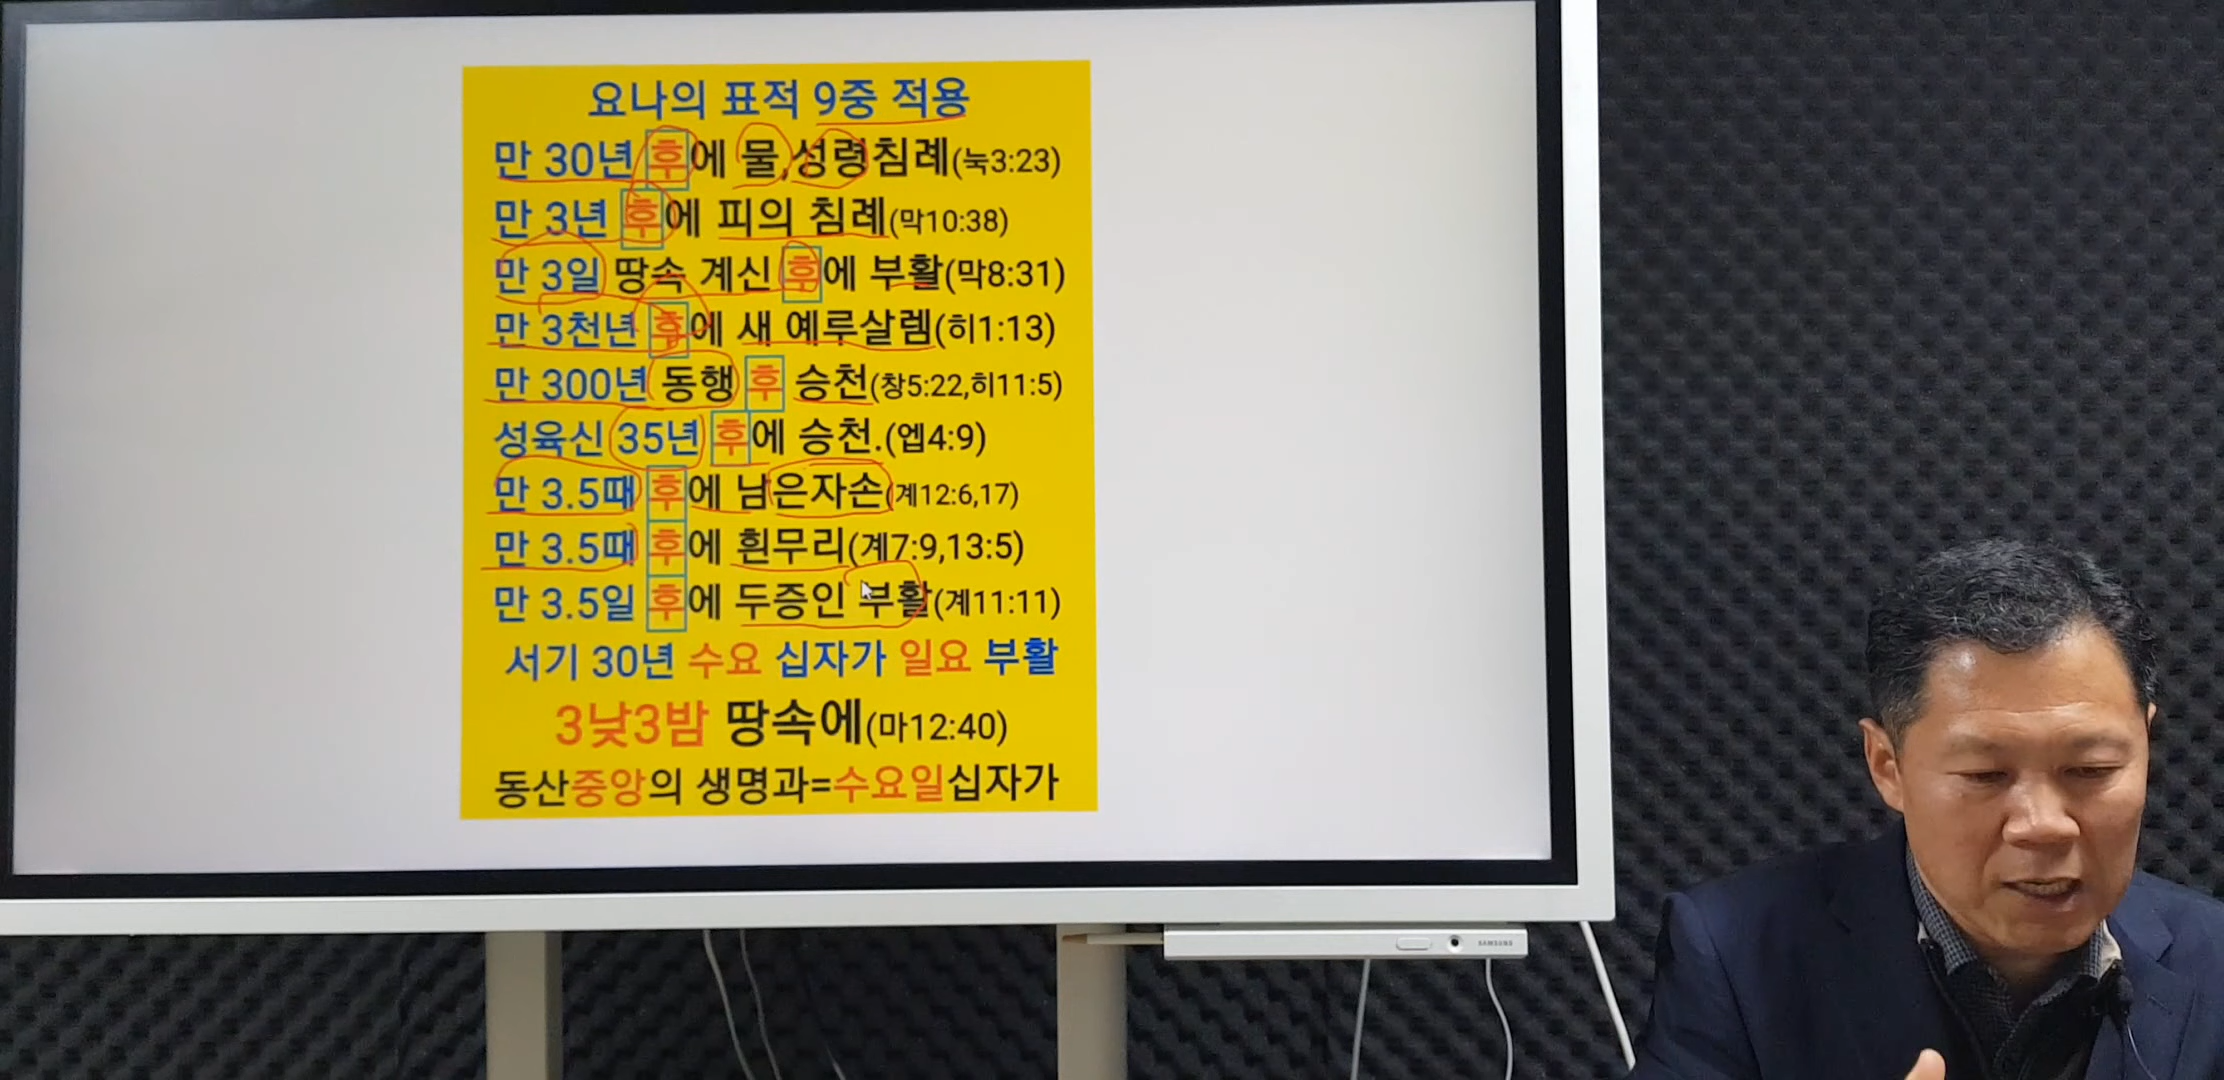 요나의 표적 9중 적용
만 30년 후에 물,성령침례(눅3:23)
만 3년 후에 피의 침례(막10:38)
만 3일 땅속 계신 후에 부활(막8:31)
만 3천년 후에 새 예루살렘(히1:13)
만 300년 동행 후 승천(창5:22,히11:5)
성육신 35년 후에 승천.(엡4:9)
만 3.5때 후에 남은자손(계12:6,17)
만 3.5때 후에 흰무리(계7:9,13:5)
만 3.5일 후에 두증인 부활(계11:11)
서기 30년 수요 십자가 일요 부활
3낮3밤 땅속에(마12:40)
동산중앙의 생명과=수요일십자가
SAMSUNG